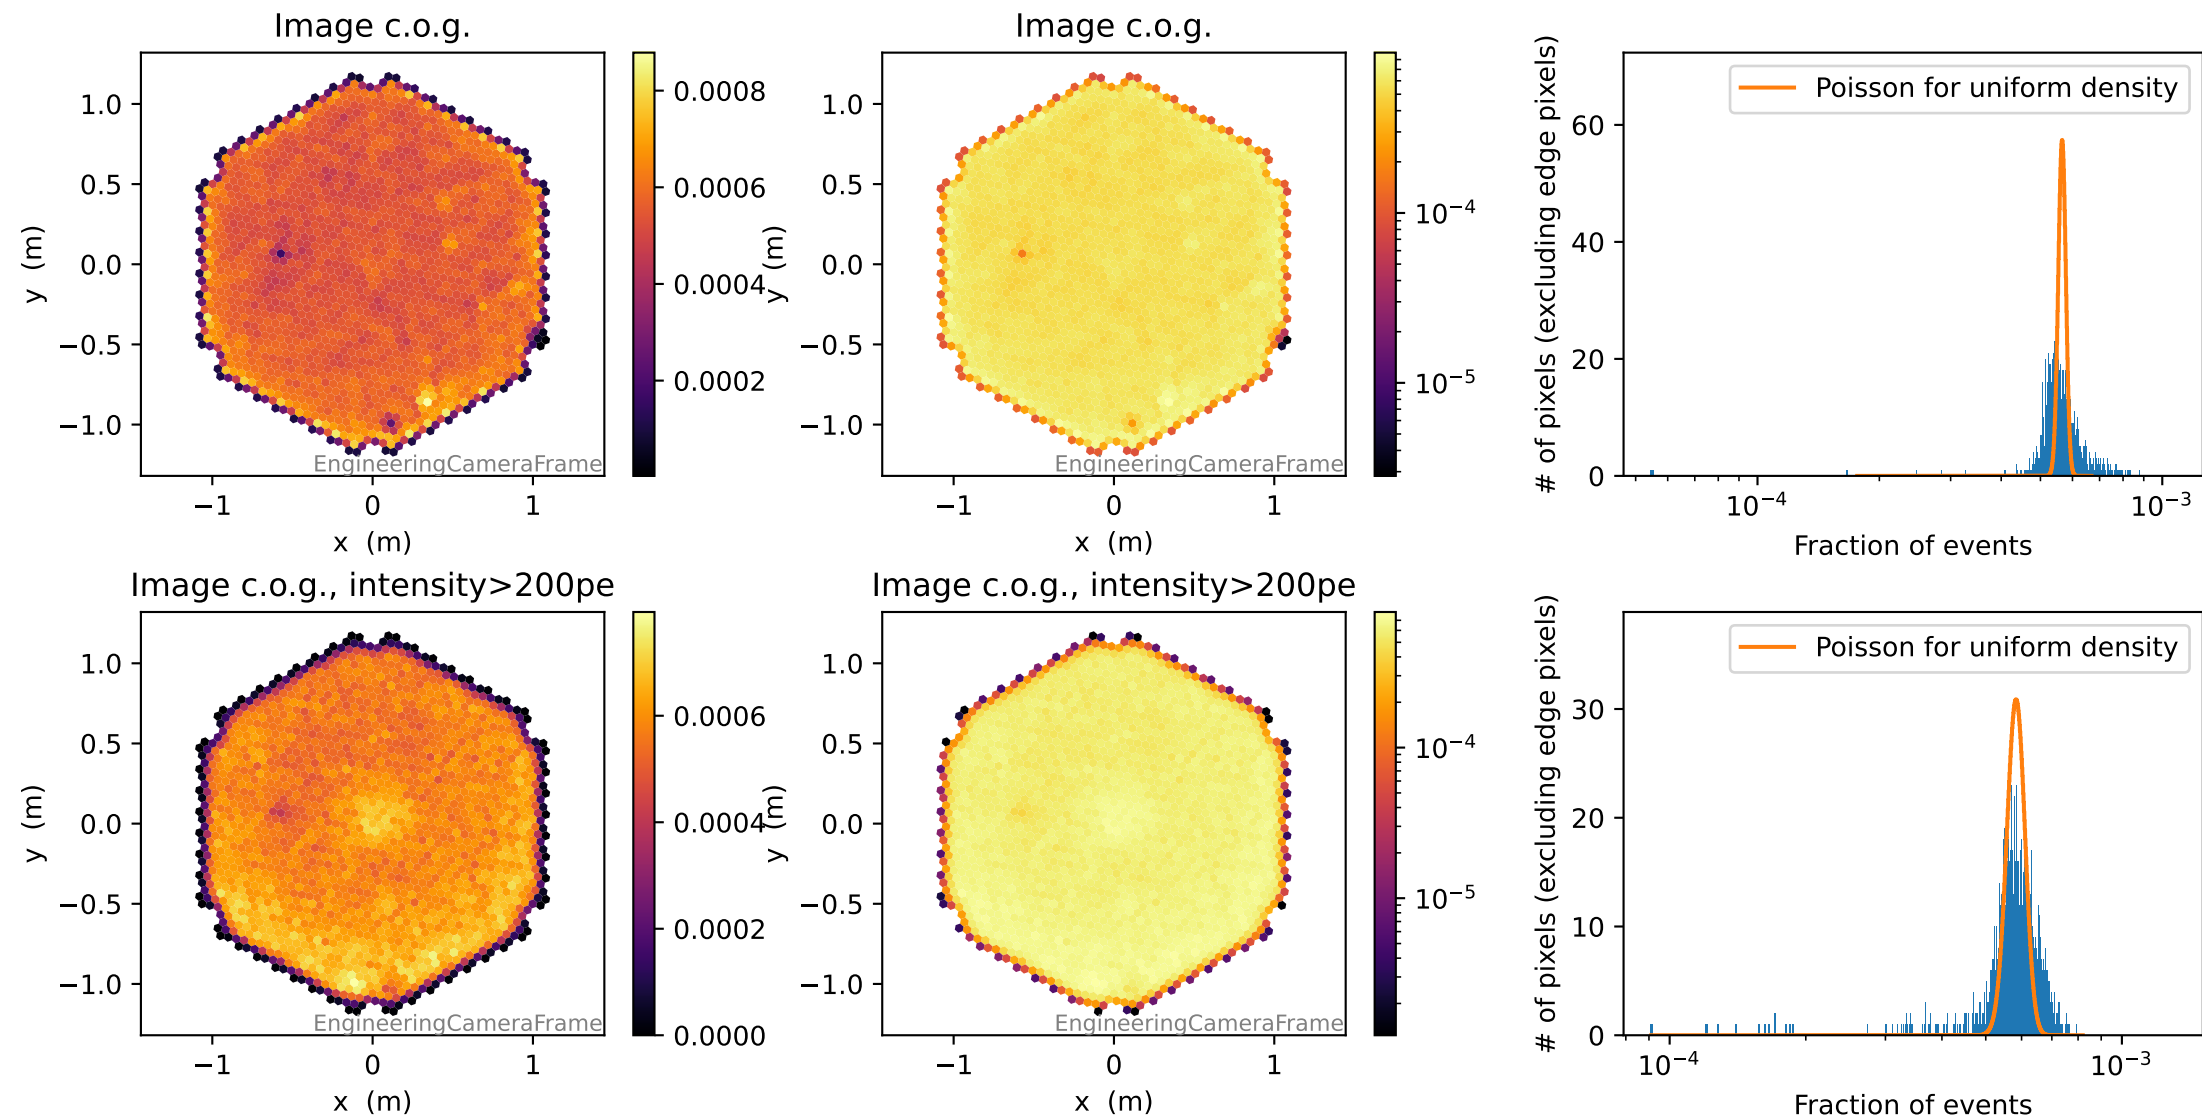 Image c.o.g.
1.0
0.5
0.0
−0.5
−1.0
y (m)
−1 0 1
x (m)
EngineeringCameraFrame
0.0008
0.0006
0.0004
0.0002
Image c.o.g.
1.0
0.5
0.0
−0.5
−1.0
y (m)
−1 0 1
x (m)
EngineeringCameraFrame
10⁻⁴
10⁻⁵
Poisson for uniform density
# of pixels (excluding edge pixels)
60
40
20
0
10⁻⁴ 10⁻³
Fraction of events
Image c.o.g., intensity>200pe
1.0
0.5
0.0
−0.5
−1.0
y (m)
−1 0 1
x (m)
EngineeringCameraFrame
0.0006
0.0004
0.0002
0.0000
Image c.o.g., intensity>200pe
1.0
0.5
0.0
−0.5
−1.0
y (m)
−1 0 1
x (m)
EngineeringCameraFrame
10⁻⁴
10⁻⁵
Poisson for uniform density
# of pixels (excluding edge pixels)
30
20
10
0
10⁻⁴ 10⁻³
Fraction of events